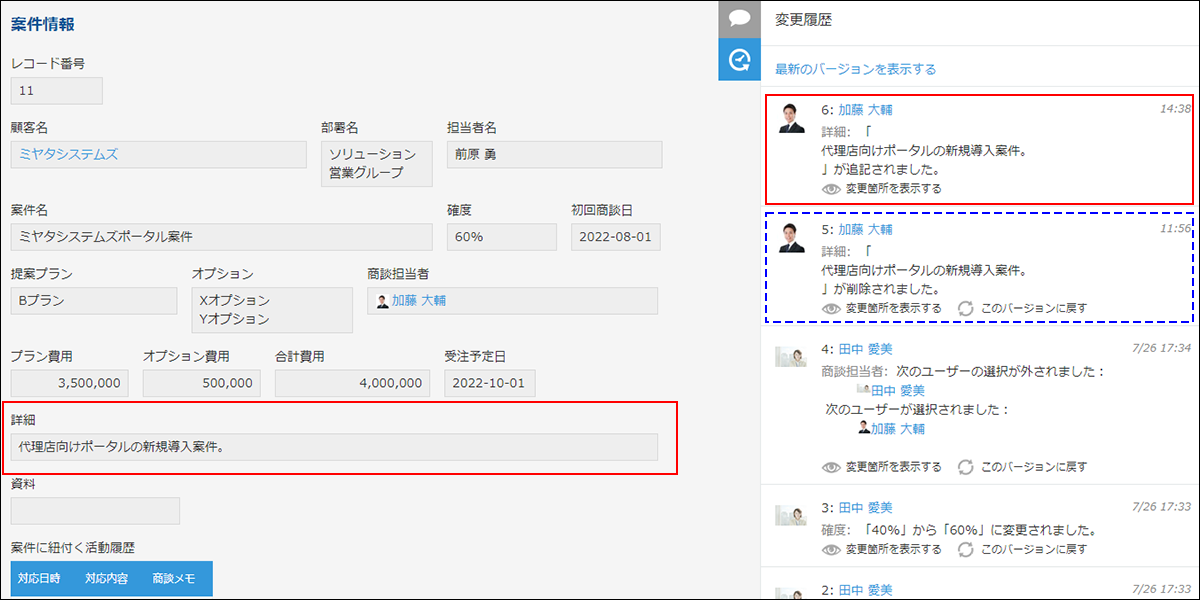 案件情報
レコード番号
11
顧客名
部署名
担当者名
ミヤタシステムズ
ソリューション
営業グループ
前原 勇
案件名
確度
初回商談日
ミヤタシステムズポータル案件
60%
2022-08-01
提案プラン
オプション
商談担当者
Bプラン
Xオプション
Yオプション
加藤 大輔
プラン費用
オプション費用
合計費用
受注予定日
3,500,000
500,000
4,000,000
2022-10-01
詳細
代理店向けポータルの新規導入案件。
資料
案件に紐付く活動履歴
対応日時 対応内容 商談メモ
変更履歴
最新のバージョンを表示する
6: 加藤 大輔 14:38
詳細: 「
代理店向けポータルの新規導入案件。
」が追記されました。
変更箇所を表示する
5: 加藤 大輔 11:56
詳細: 「
代理店向けポータルの新規導入案件。
」が削除されました。
変更箇所を表示する このバージョンに戻す
4: 田中 愛美 7/26 17:34
商談担当者: 次のユーザーの選択が外されました：
田中 愛美
次のユーザーが選択されました：
加藤 大輔
変更箇所を表示する このバージョンに戻す
3: 田中 愛美 7/26 17:33
確度: 「40%」から「60%」に変更されました。
変更箇所を表示する このバージョンに戻す
2: 田中 愛美 7/26 17:33